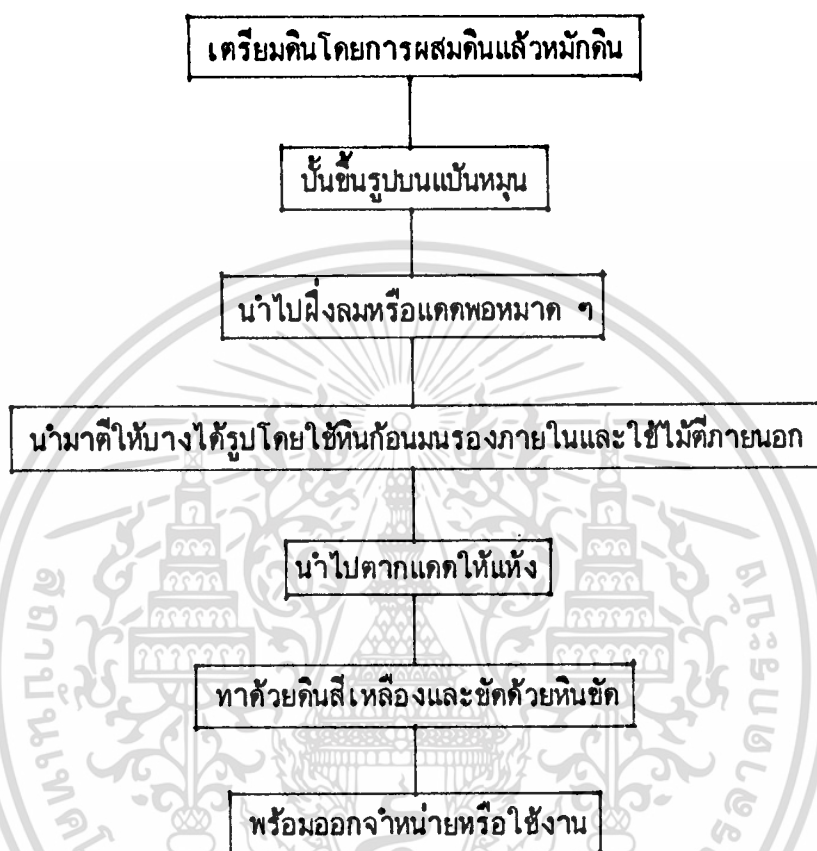 เตรียมดินโดยการผสมดินแล้วหมักดิน
ปั้นขึ้นรูปบนแป้นหมุน
นำไปผึ่งลมหรือแดดพอหมาด ๆ
นำมาตีให้บางได้รูปโดยใช้หินก้อนมนรองภายในและใช้ไม้ตีภายนอก
นำไปตากแดดให้แห้ง
ทาด้วยดินสีเหลืองและขัดด้วยหินขัด
พร้อมออกจำหน่ายหรือใช้งาน